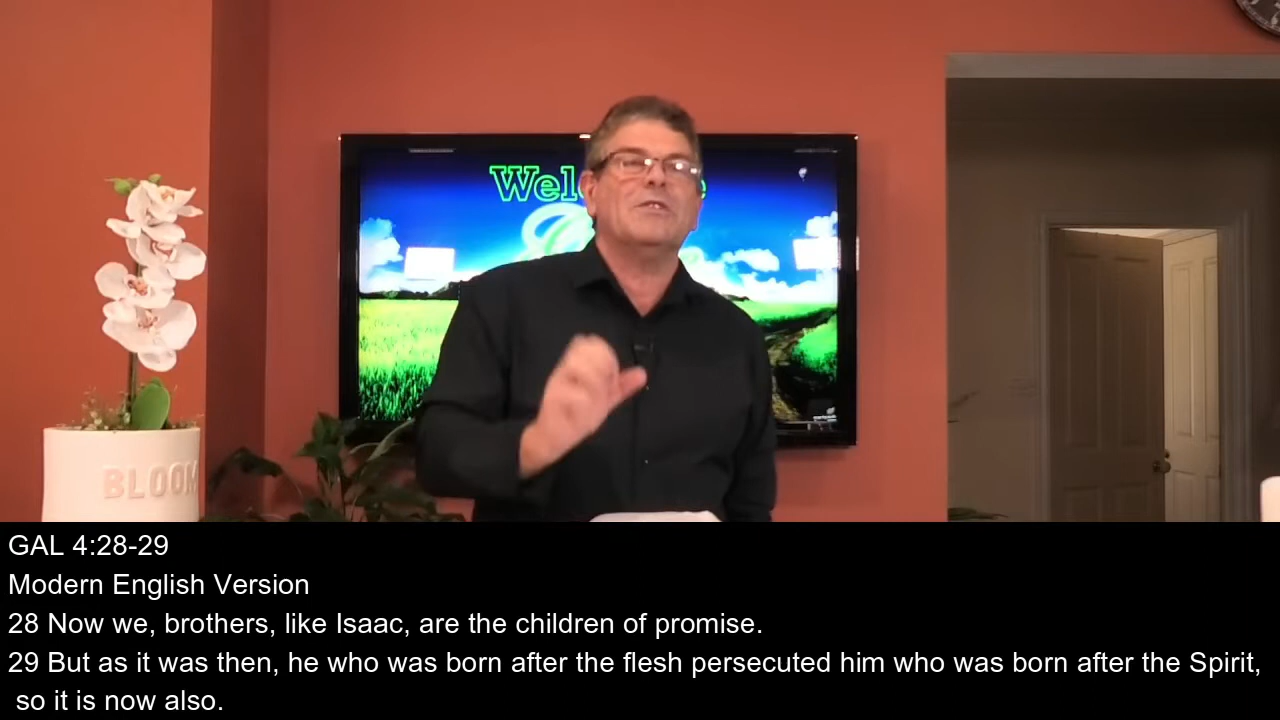 Wel e
BLOOM
GAL 4:28-29
Modern English Version
28 Now we, brothers, like Isaac, are the children of promise.
29 But as it was then, he who was born after the flesh persecuted him who was born after the Spirit,
so it is now also.